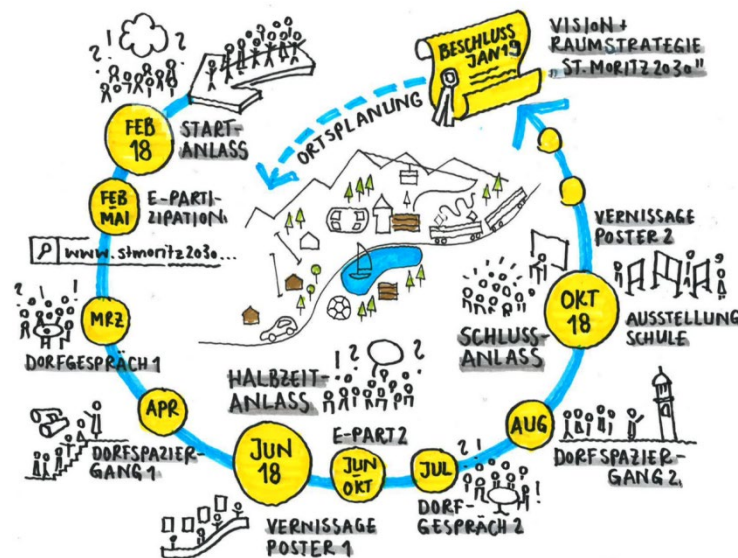 FEB
18
START-
ANLASS
FEB
-
MAI
E-PARTI-
ZIPATION
www.stmoritz2030...
MRZ
DORFGESPRÄCH 1
APR
DORFSPAZIER-
GANG 1
JUN
18
HALBZEIT-
ANLASS
VERNISSAGE
POSTER 1
E-PART 2
JUN
-
OKT
JUL
DORF-
GESPRÄCH 2
AUG
DORFSPAZIER-
GANG 2
OKT
18
SCHLUSS-
ANLASS
VERNISSAGE
POSTER 2
AUSSTELLUNG
SCHULE
BESCHLUSS
JAN 19
VISION +
RAUMSTRATEGIE
„ST. MORITZ 2030"
ORTSPLANUNG